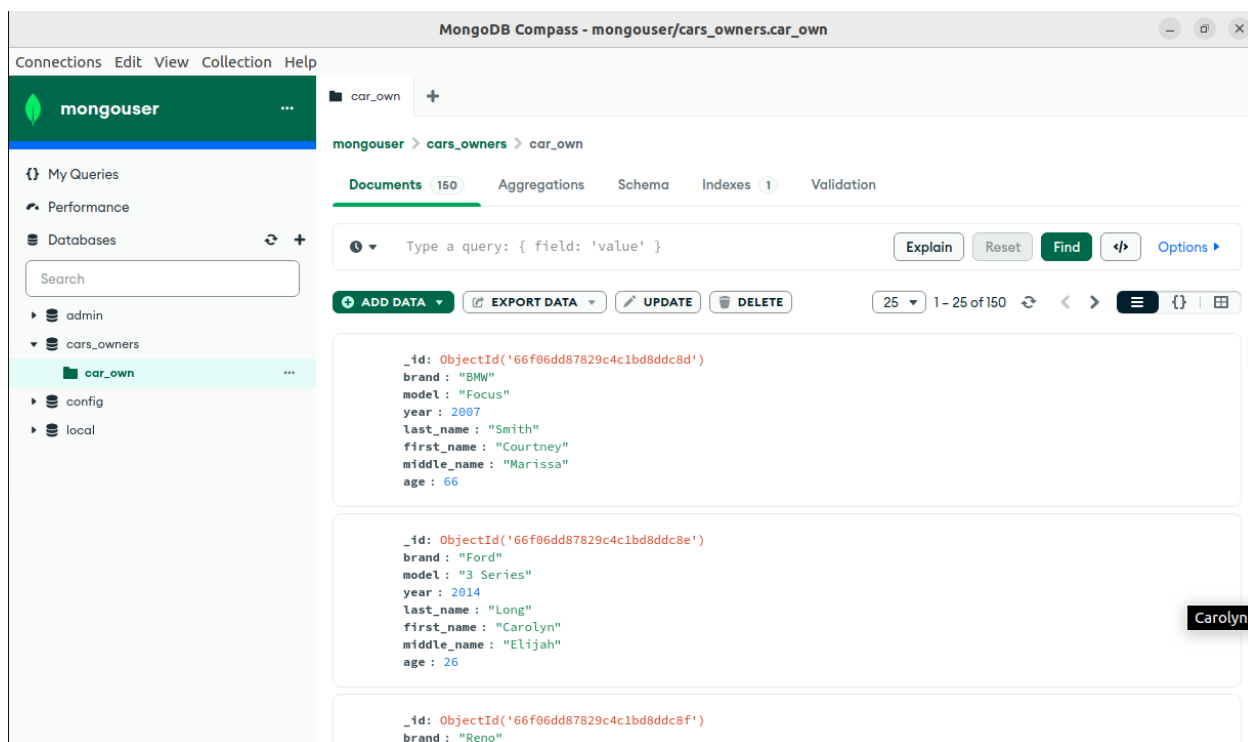 MongoDB Compass - mongouser/cars_owners.car_own
Connections Edit View Collection Help
mongouser
{} My Queries
Performance
Databases
Search
admin
cars_owners
car_own
config
local
car_own
mongouser > cars_owners > car_own
Documents 150 Aggregations Schema Indexes 1 Validation
Type a query: { field: 'value' } Explain Reset Find </> Options
ADD DATA EXPORT DATA UPDATE DELETE 25 1 – 25 of 150 {}
_id: ObjectId('66f06dd87829c4c1bd8ddc8d')
brand : "BMW"
model : "Focus"
year : 2007
last_name : "Smith"
first_name : "Courtney"
middle_name : "Marissa"
age : 66
_id: ObjectId('66f06dd87829c4c1bd8ddc8e')
brand : "Ford"
model : "3 Series"
year : 2014
last_name : "Long"
first_name : "Carolyn"
middle_name : "Elijah"
age : 26
Carolyn
_id: ObjectId('66f06dd87829c4c1bd8ddc8f')
brand : "Reno"